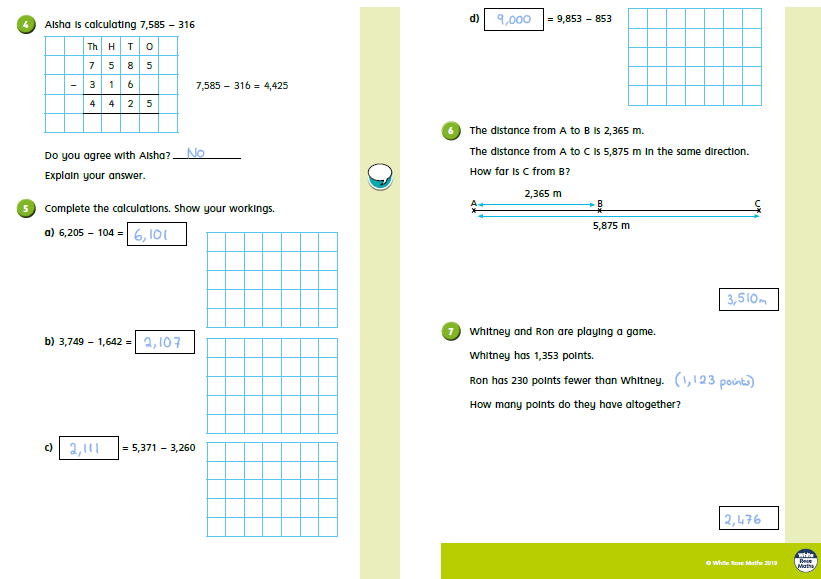 4 Aisha is calculating 7,585 – 316
Th H T O
7 5 8 5
– 3 1 6
4 4 2 5
7,585 – 316 = 4,425
Do you agree with Aisha? No
Explain your answer.
5 Complete the calculations. Show your workings.
a) 6,205 – 104 = 6,101
b) 3,749 – 1,642 = 2,107
c) 2,111 = 5,371 – 3,260
d) 9,000 = 9,853 – 853
6 The distance from A to B is 2,365 m.
The distance from A to C is 5,875 m in the same direction.
How far is C from B?
2,365 m
A B C
5,875 m
3,510m
7 Whitney and Ron are playing a game.
Whitney has 1,353 points.
Ron has 230 points fewer than Whitney. (1,123 points)
How many points do they have altogether?
2,476
© White Rose Maths 2019
White
Rose
Maths